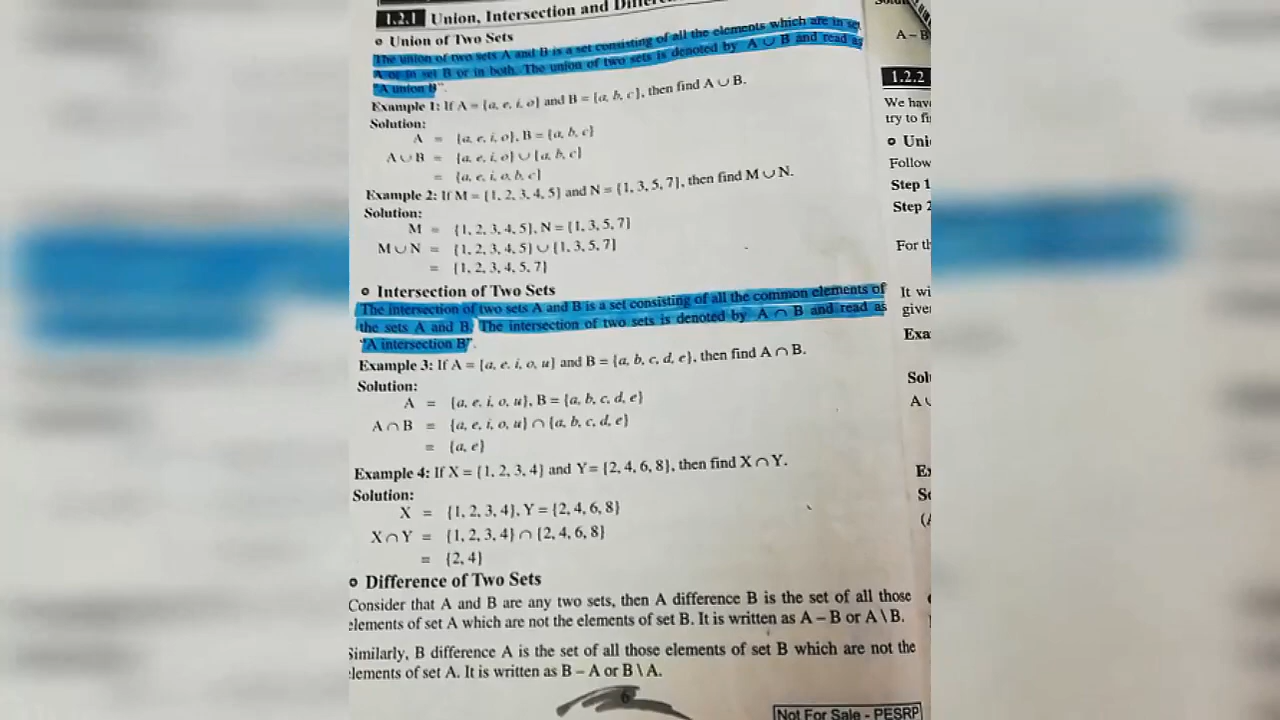 1.2.1 Union, Intersection and
Union of Two Sets
The union of two sets A and B is a set consisting of all the elements which are in set
A or in set B or in both. The union of two sets is denoted by A ∪ B and read as
"A union B".
Example 1: If A = {a, e, i, o} and B = {a, b, c}, then find A ∪ B.
Solution:
A = {a, e, i, o}, B = {a, b, c}
A ∪ B = {a, e, i, o} ∪ {a, b, c}
= {a, e, i, o, b, c}
Example 2: If M = {1, 2, 3, 4, 5} and N = {1, 3, 5, 7}, then find M ∪ N.
Solution:
M = {1, 2, 3, 4, 5}, N = {1, 3, 5, 7}
M ∪ N = {1, 2, 3, 4, 5} ∪ {1, 3, 5, 7}
= {1, 2, 3, 4, 5, 7}
Intersection of Two Sets
The intersection of two sets A and B is a set consisting of all the common elements of
the sets A and B. The intersection of two sets is denoted by A ∩ B and read as
"A intersection B".
Example 3: If A = {a, e, i, o, u} and B = {a, b, c, d, e}, then find A ∩ B.
Solution:
A = {a, e, i, o, u}, B = {a, b, c, d, e}
A ∩ B = {a, e, i, o, u} ∩ {a, b, c, d, e}
= {a, e}
Example 4: If X = {1, 2, 3, 4} and Y = {2, 4, 6, 8}, then find X ∩ Y.
Solution:
X = {1, 2, 3, 4}, Y = {2, 4, 6, 8}
X ∩ Y = {1, 2, 3, 4} ∩ {2, 4, 6, 8}
= {2, 4}
Difference of Two Sets
Consider that A and B are any two sets, then A difference B is the set of all those
elements of set A which are not the elements of set B. It is written as A – B or A \ B.
Similarly, B difference A is the set of all those elements of set B which are not the
elements of set A. It is written as B – A or B \ A.
6
Not For Sale - PESRP
A – B
1.2.2
We have
try to fi
Uni
Follow
Step 1
Step 2
For th
It wi
give
Exa
Sol
A
Ex
So
(A